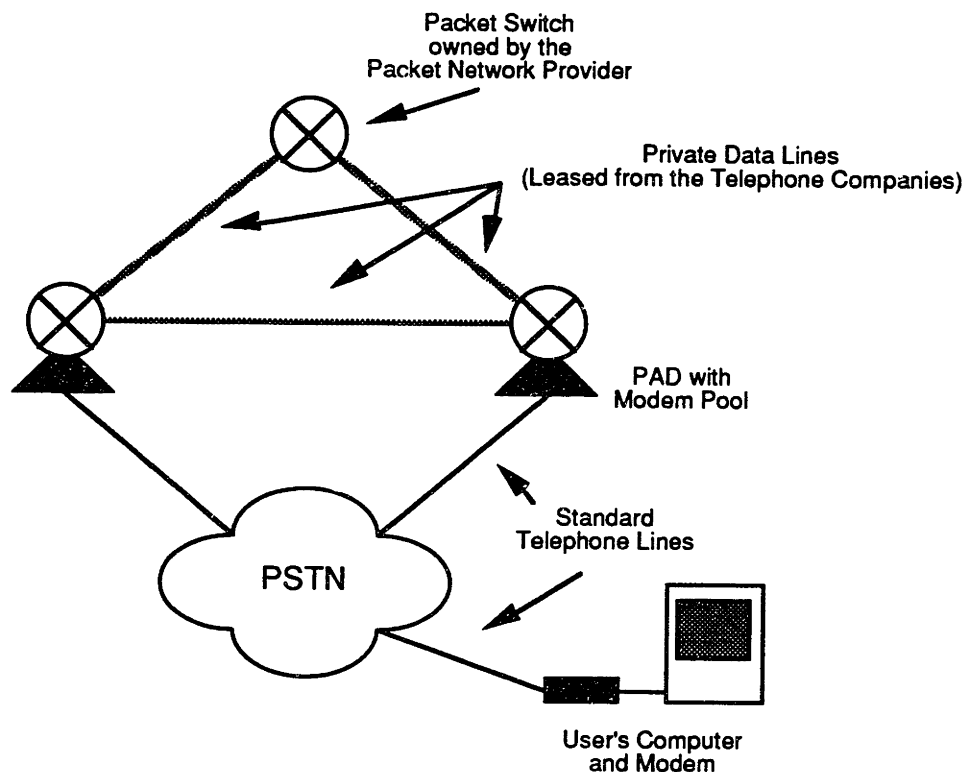 Packet Switch
owned by the
Packet Network Provider
Private Data Lines
(Leased from the Telephone Companies)
PAD with
Modem Pool
Standard
Telephone Lines
PSTN
User's Computer
and Modem